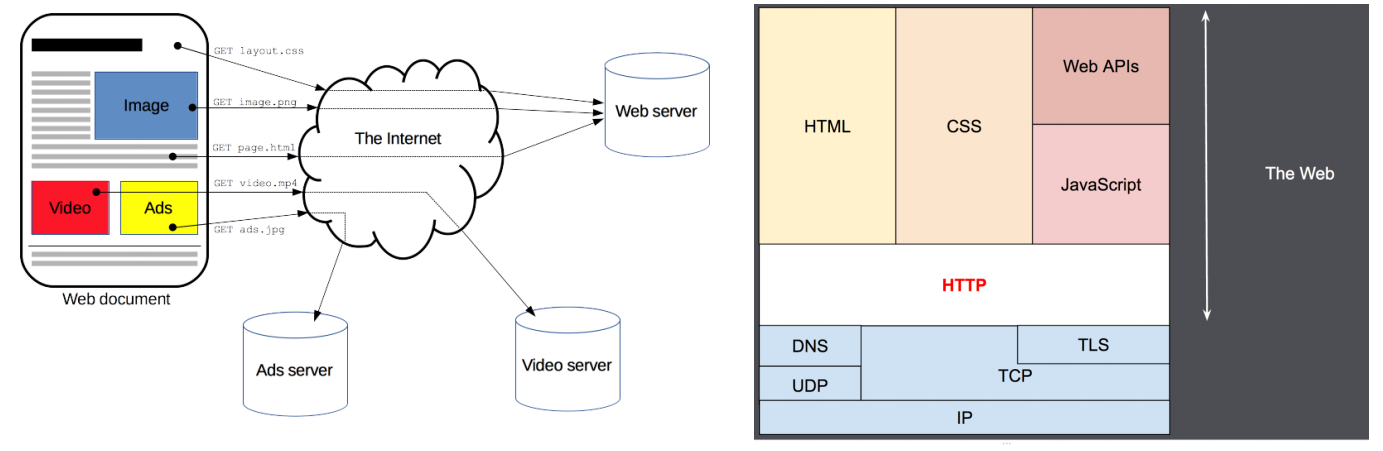 GET layout.css
Image
GET image.png
The Internet
Web server
GET page.html
Video
Ads
GET video.mp4
GET ads.jpg
Web document
Ads server
Video server
HTML
CSS
Web APIs
JavaScript
The Web
HTTP
DNS
TLS
UDP
TCP
IP
...